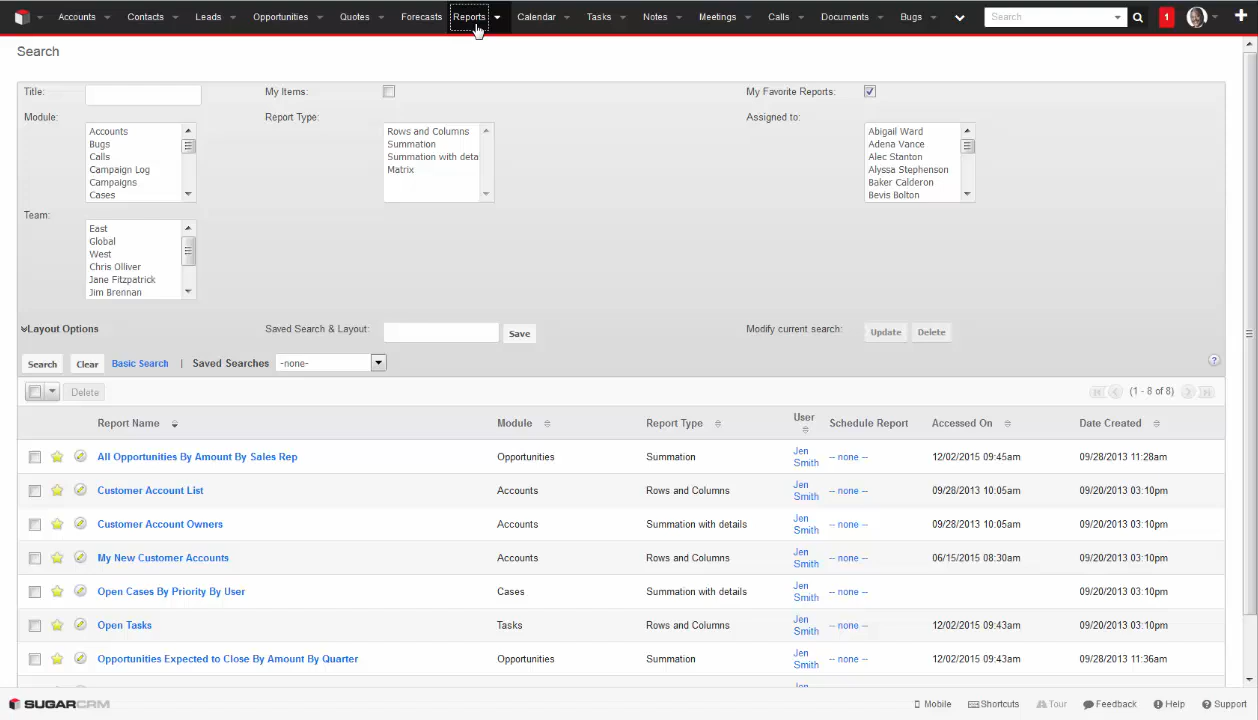 Accounts Contacts Leads Opportunities Quotes Forecasts Reports Calendar Tasks Notes Meetings Calls Documents Bugs Search 1
Search
Title: My Items: My Favorite Reports:
Module: Report Type: Assigned to:
Accounts
Bugs
Calls
Campaign Log
Campaigns
Cases
Rows and Columns
Summation
Summation with deta
Matrix
Abigail Ward
Adena Vance
Alec Stanton
Alyssa Stephenson
Baker Calderon
Bevis Bolton
Team:
East
Global
West
Chris Olliver
Jane Fitzpatrick
Jim Brennan
Layout Options Saved Search & Layout: Save Modify current search: Update Delete
Search Clear Basic Search | Saved Searches -none- ?
Delete (1 - 8 of 8)
Report Name Module Report Type User Schedule Report Accessed On Date Created
All Opportunities By Amount By Sales Rep Opportunities Summation Jen Smith -- none -- 12/02/2015 09:45am 09/28/2013 11:28am
Customer Account List Accounts Rows and Columns Jen Smith -- none -- 09/28/2013 10:05am 09/20/2013 03:10pm
Customer Account Owners Accounts Summation with details Jen Smith -- none -- 09/28/2013 10:05am 09/20/2013 03:10pm
My New Customer Accounts Accounts Rows and Columns Jen Smith -- none -- 06/15/2015 08:30am 09/20/2013 03:10pm
Open Cases By Priority By User Cases Summation with details Jen Smith -- none -- 09/20/2013 03:10pm
Open Tasks Tasks Rows and Columns Jen Smith -- none -- 12/02/2015 09:43am 09/20/2013 03:10pm
Opportunities Expected to Close By Amount By Quarter Opportunities Summation Jen Smith -- none -- 12/02/2015 09:43am 09/28/2013 11:36am
SUGARCRM Mobile Shortcuts Tour Feedback Help Support